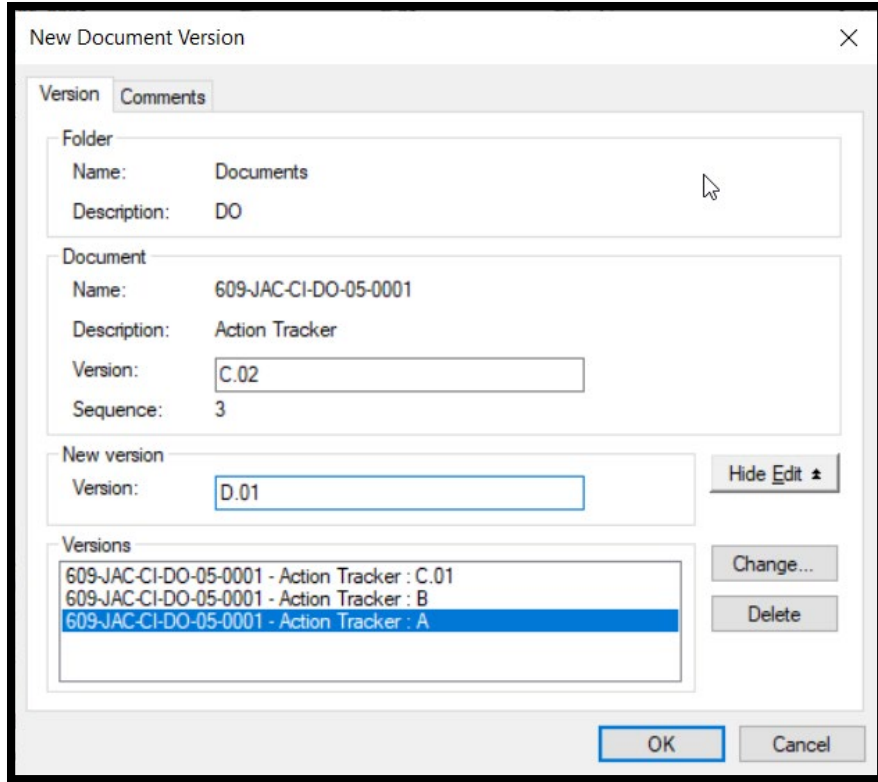 New Document Version
Version Comments
Folder
Name: Documents
Description: DO
Document
Name: 609-JAC-CI-DO-05-0001
Description: Action Tracker
Version: C.02
Sequence: 3
New version
Version: D.01
Hide Edit
Versions
609-JAC-CI-DO-05-0001 - Action Tracker : C.01
609-JAC-CI-DO-05-0001 - Action Tracker : B
609-JAC-CI-DO-05-0001 - Action Tracker : A
Change...
Delete
OK Cancel